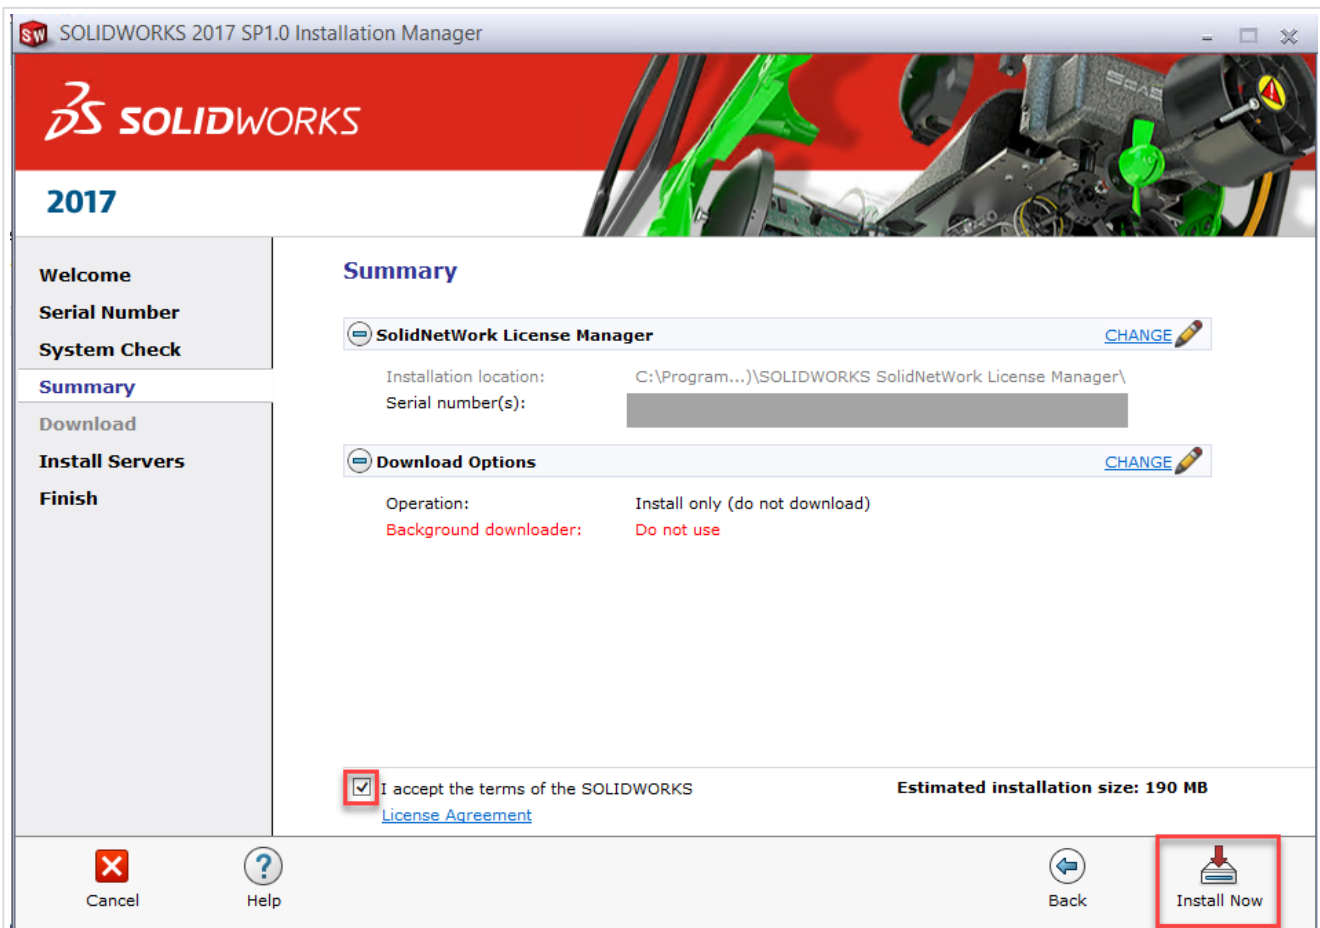 SOLIDWORKS 2017 SP1.0 Installation Manager
SOLIDWORKS
2017
Welcome
Serial Number
System Check
Summary
Download
Install Servers
Finish
Summary
SolidNetWork License Manager CHANGE
Installation location: C:\Program...)\SOLIDWORKS SolidNetWork License Manager\
Serial number(s):
Download Options CHANGE
Operation: Install only (do not download)
Background downloader: Do not use
I accept the terms of the SOLIDWORKS Estimated installation size: 190 MB
License Agreement
Cancel Help Back Install Now